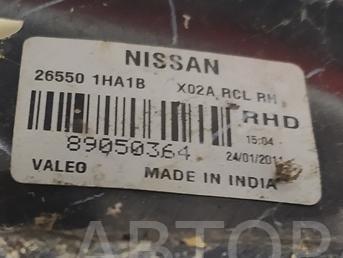 NISSAN
26550 1HA1B X02A RCL RH
RHD
15:04
89050364 24/01/2011
VALEO MADE IN INDIA
АВТОР